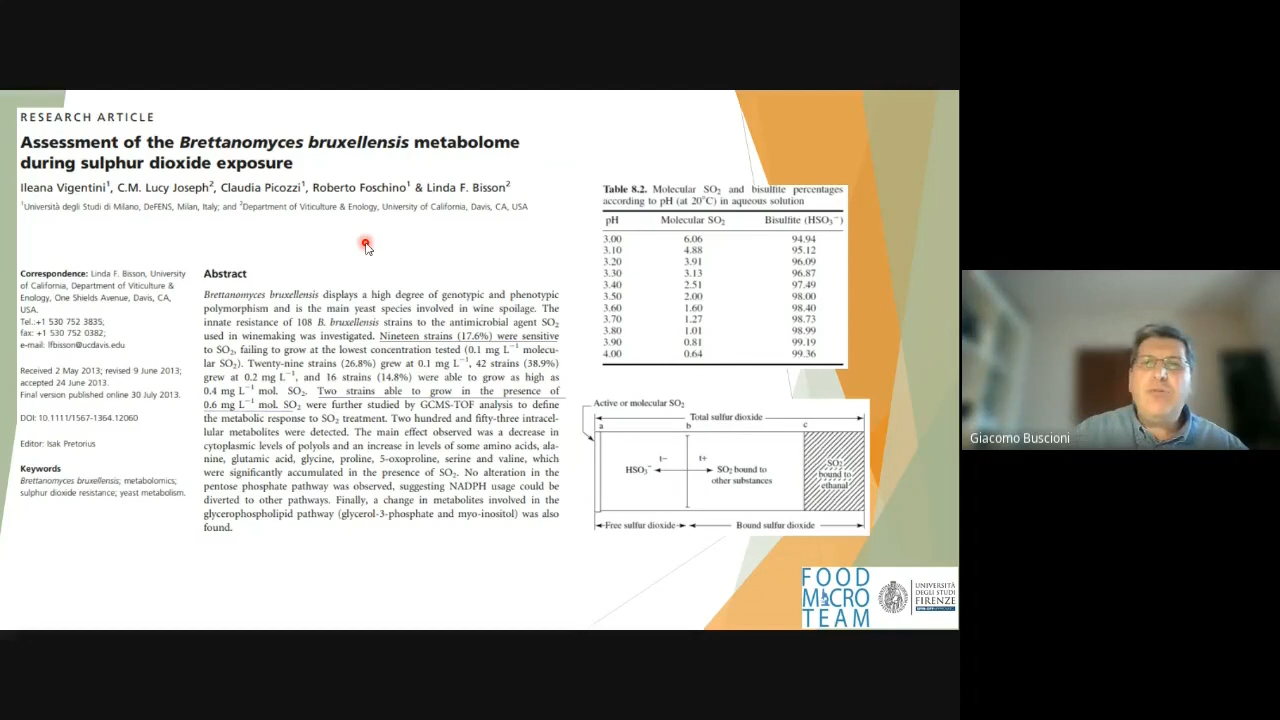 RESEARCH ARTICLE
Assessment of the Brettanomyces bruxellensis metabolome
during sulphur dioxide exposure
Ileana Vigentini1, C.M. Lucy Joseph2, Claudia Picozzi1, Roberto Foschino1 & Linda F. Bisson2
1Università degli Studi di Milano, DeFENS, Milan, Italy; and 2Department of Viticulture & Enology, University of California, Davis, CA, USA
Correspondence: Linda F. Bisson, University
of California, Department of Viticulture &
Enology, One Shields Avenue, Davis, CA,
USA.
Tel.:+1 530 752 3835;
fax: +1 530 752 0382;
e-mail: lfbisson@ucdavis.edu
Received 2 May 2013; revised 9 June 2013;
accepted 24 June 2013.
Final version published online 30 July 2013.
DOI: 10.1111/1567-1364.12060
Editor: Isak Pretorius
Keywords
Brettanomyces bruxellensis; metabolomics;
sulphur dioxide resistance; yeast metabolism.
Abstract
Brettanomyces bruxellensis displays a high degree of genotypic and phenotypic
polymorphism and is the main yeast species involved in wine spoilage. The
innate resistance of 108 B. bruxellensis strains to the antimicrobial agent SO2
used in winemaking was investigated. Nineteen strains (17.6%) were sensitive
to SO2, failing to grow at the lowest concentration tested (0.1 mg L−1 molecu-
lar SO2). Twenty-nine strains (26.8%) grew at 0.1 mg L−1, 42 strains (38.9%)
grew at 0.2 mg L−1, and 16 strains (14.8%) were able to grow as high as
0.4 mg L−1 mol. SO2. Two strains able to grow in the presence of
0.6 mg L−1 mol. SO2 were further studied by GCMS-TOF analysis to define
the metabolic response to SO2 treatment. Two hundred and fifty-three intracel-
lular metabolites were detected. The main effect observed was a decrease in
cytoplasmic levels of polyols and an increase in levels of some amino acids, ala-
nine, glutamic acid, glycine, proline, 5-oxoproline, serine and valine, which
were significantly accumulated in the presence of SO2. No alteration in the
pentose phosphate pathway was observed, suggesting NADPH usage could be
diverted to other pathways. Finally, a change in metabolites involved in the
glycerophospholipid pathway (glycerol-3-phosphate and myo-inositol) was also
found.
Table 8.2. Molecular SO2 and bisulfite percentages
according to pH (at 20°C) in aqueous solution
pH Molecular SO2 Bisulfite (HSO3−)
3.00 6.06 94.94
3.10 4.88 95.12
3.20 3.91 96.09
3.30 3.13 96.87
3.40 2.51 97.49
3.50 2.00 98.00
3.60 1.60 98.40
3.70 1.27 98.73
3.80 1.01 98.99
3.90 0.81 99.19
4.00 0.64 99.36
Active or molecular SO2
Total sulfur dioxide
a b c
t− t+
HSO3− SO2 bound to
other substances
SO2
bound to
ethanal
Free sulfur dioxide Bound sulfur dioxide
FOOD
MICRO
TEAM
UNIVERSITÀ
DEGLI STUDI
FIRENZE
Giacomo Buscioni